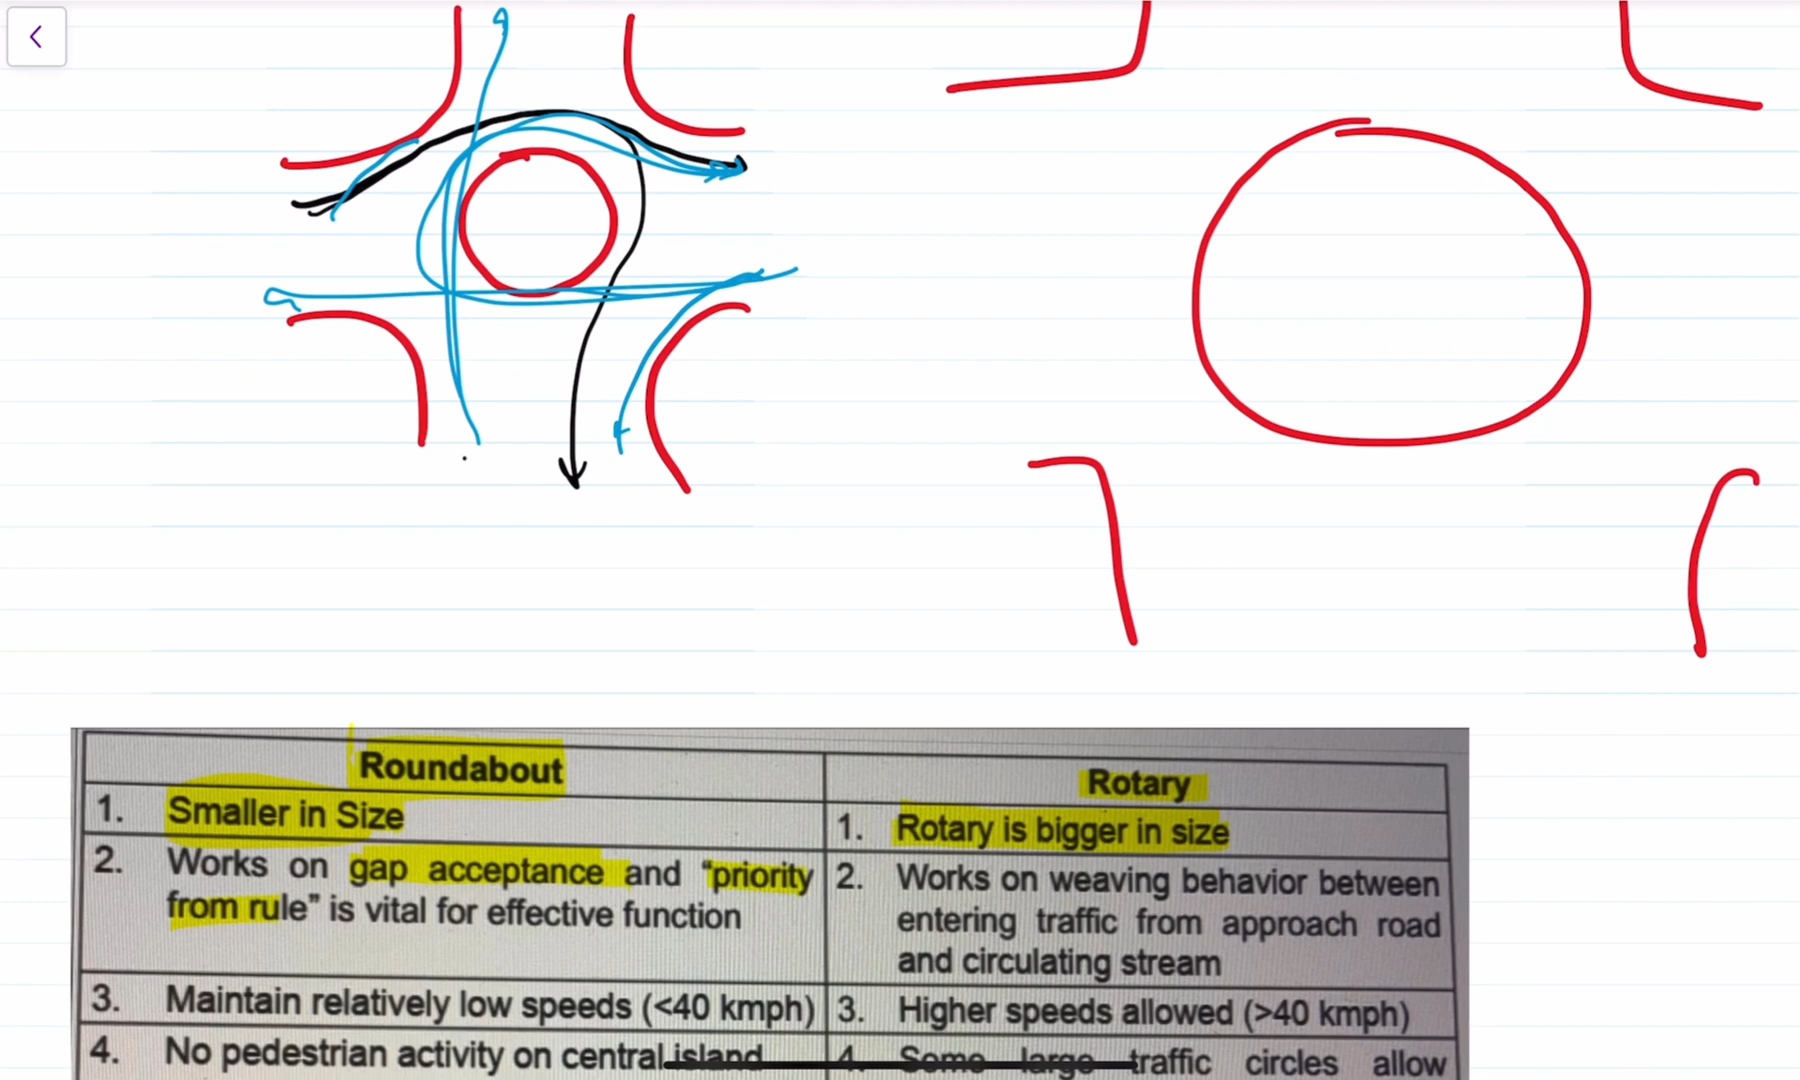 Roundabout
Rotary
1. Smaller in Size
1. Rotary is bigger in size
2. Works on gap acceptance and “priority
from rule” is vital for effective function
2. Works on weaving behavior between
entering traffic from approach road
and circulating stream
3. Maintain relatively low speeds (<40 kmph)
3. Higher speeds allowed (>40 kmph)
4. No pedestrian activity on central island
4. Some large traffic circles allow